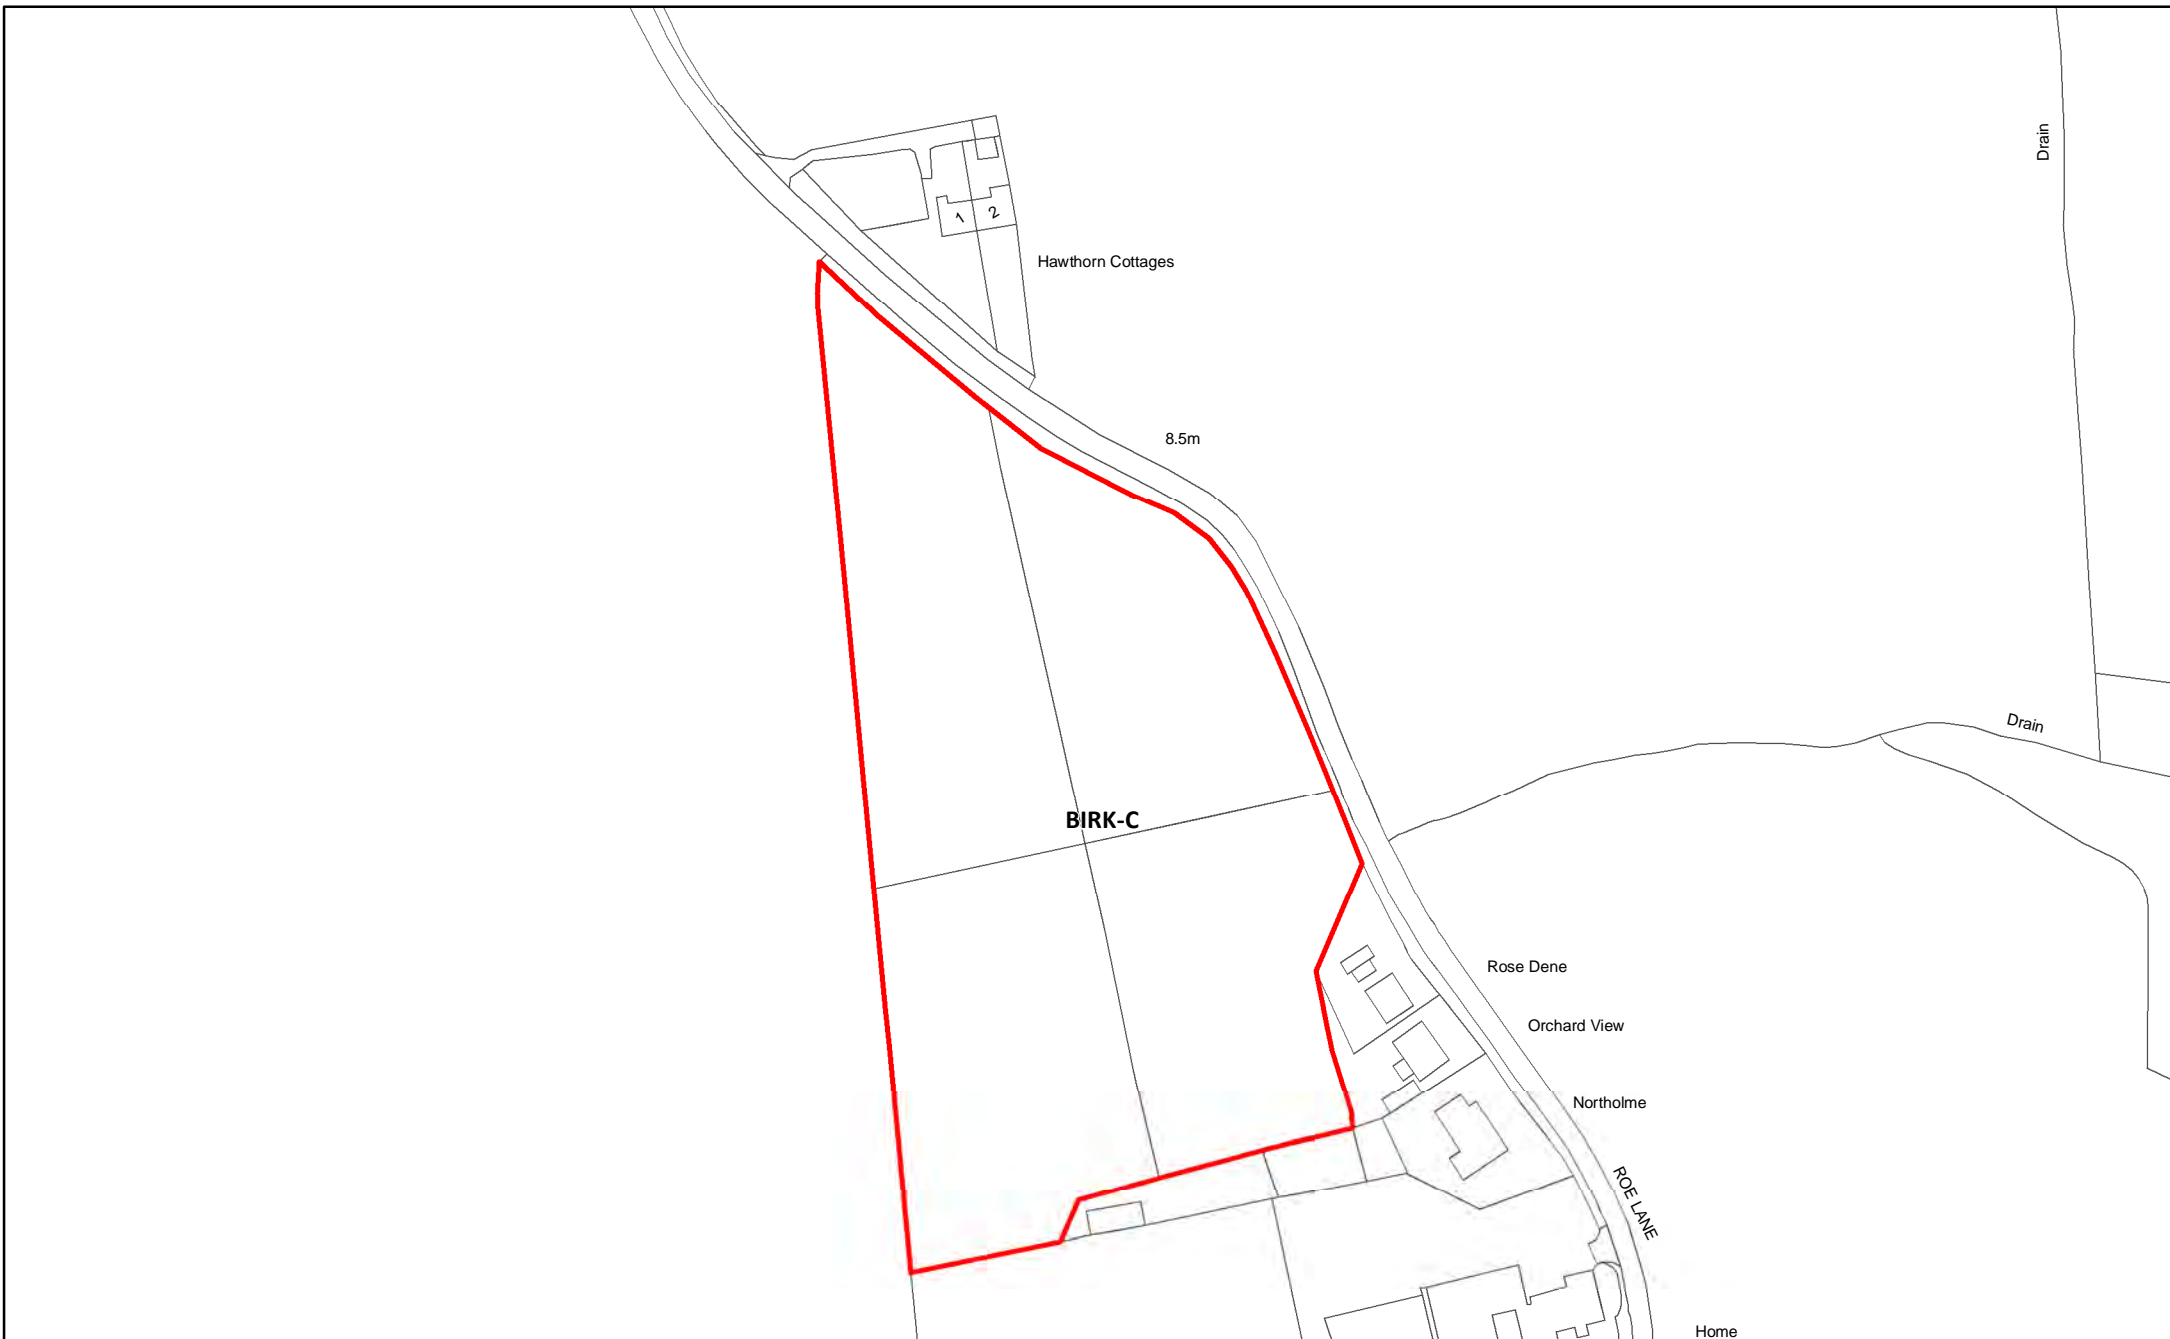 Drain
1
2
Hawthorn Cottages
8.5m
Drain
BIRK-C
Rose Dene
Orchard View
Northolme
ROE LANE
Home